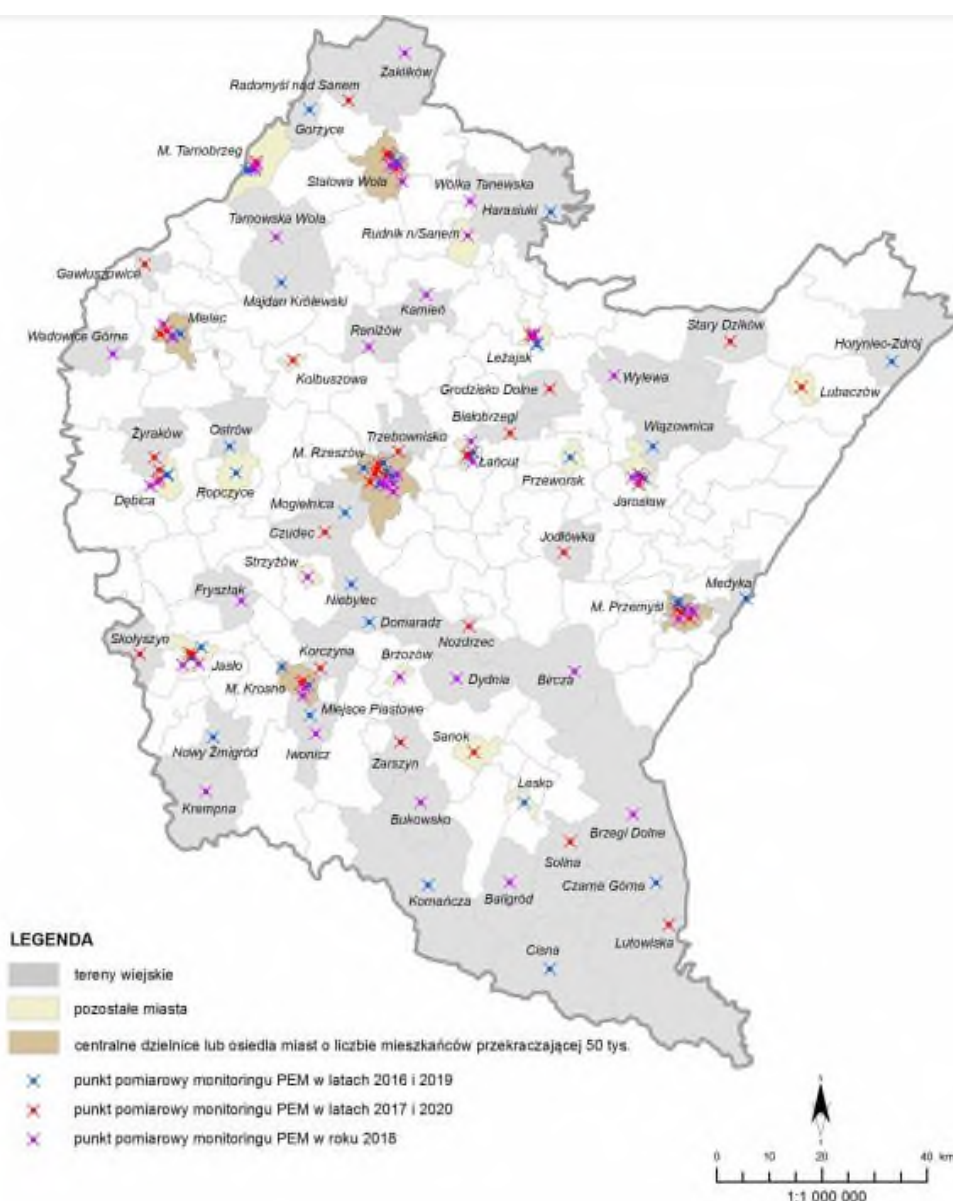 Zaklików
Radomyśl nad Sanem
Gorzyce
M. Tarnobrzeg
Stalowa Wola
Wólka Tanewska
Harasiuki
Tarnowska Wola
Rudnik n/Sanem
Gawłuszowice
Majdan Królewski
Kamień
Mielec
Stary Dzików
Wadowice Górne
Raniżów
Leżajsk
Horyniec-Zdrój
Kolbuszowa
Wylewa
Grodzisko Dolne
Lubaczów
Białobrzegi
Żyraków
Ostrów
Trzebownisko
Wiązownica
M. Rzeszów
Łańcut
Przeworsk
Dębica
Ropczyce
Jarosław
Mogielnica
Czudec
Jodłówka
Strzyżów
Medyka
Frysztak
Niebylec
M. Przemyśl
Domaradz
Skołyszyn
Nozdrzec
Korczyna
Brzozów
Jasło
Dydnia
Bircza
M. Krosno
Miejsce Piastowe
Sanok
Nowy Żmigród
Iwonicz
Zarszyn
Lesko
Krempna
Bukowsko
Brzegi Dolne
Solina
Czarna Górna
Komańcza
Baligród
Lutowiska
Cisna
LEGENDA
tereny wiejskie
pozostałe miasta
centralne dzielnice lub osiedla miast o liczbie mieszkańców przekraczającej 50 tys.
punkt pomiarowy monitoringu PEM w latach 2016 i 2019
punkt pomiarowy monitoringu PEM w latach 2017 i 2020
punkt pomiarowy monitoringu PEM w roku 2018
0 10 20 40 km
1:1 000 000